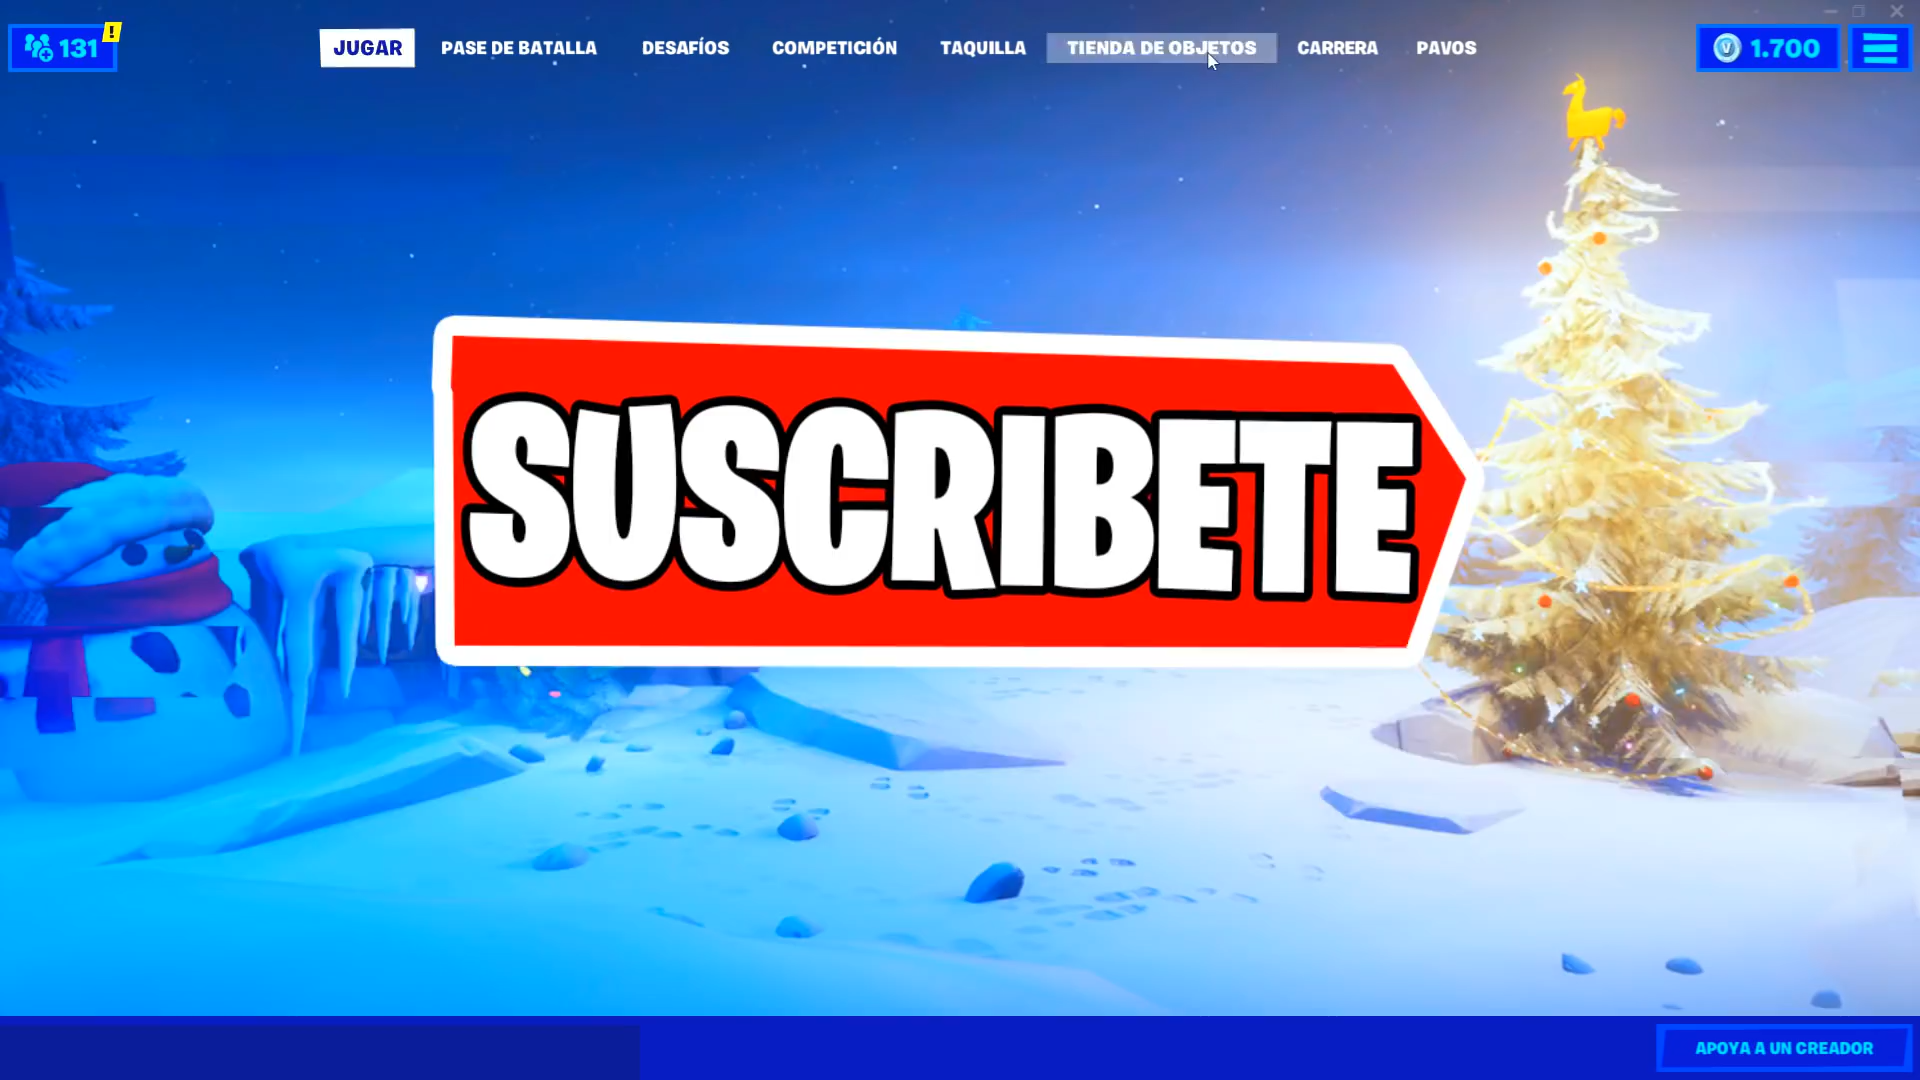 131
!
JUGAR
PASE DE BATALLA
DESAFÍOS
COMPETICIÓN
TAQUILLA
TIENDA DE OBJETOS
CARRERA
PAVOS
V 1.700
SUSCRIBETE
APOYA A UN CREADOR